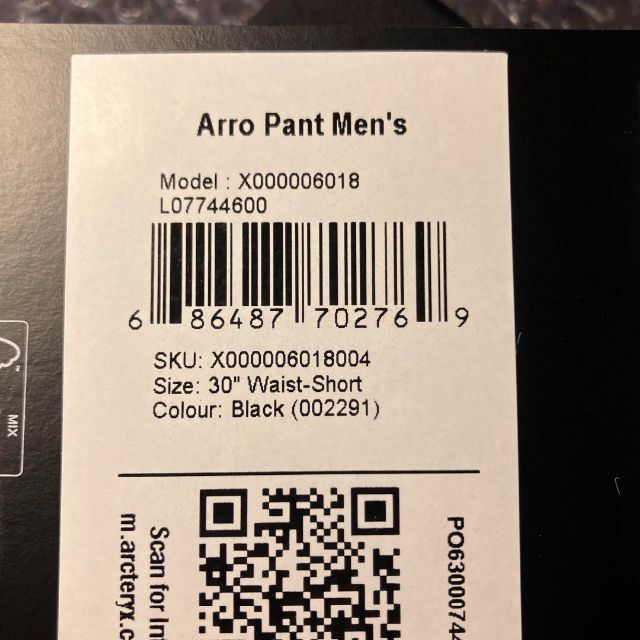 Arro Pant Men's
Model : X000006018
L07744600
6 86487 70276 9
SKU: X000006018004
Size: 30" Waist-Short
Colour: Black (002291)
Scan for
m.arcteryx.c
PO6300074
MIX